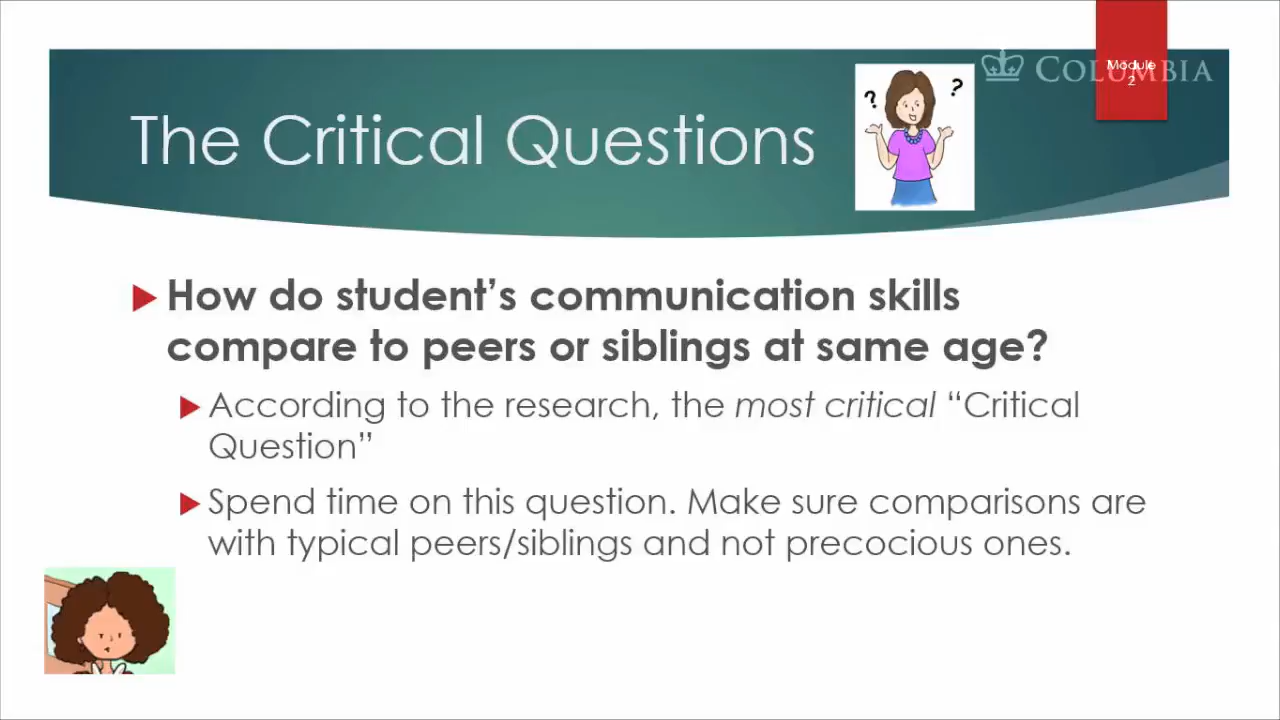 Module
COLUMBIA
2
The Critical Questions
? ?
How do student's communication skills
compare to peers or siblings at same age?
According to the research, the most critical “Critical
Question”
Spend time on this question. Make sure comparisons are
with typical peers/siblings and not precocious ones.